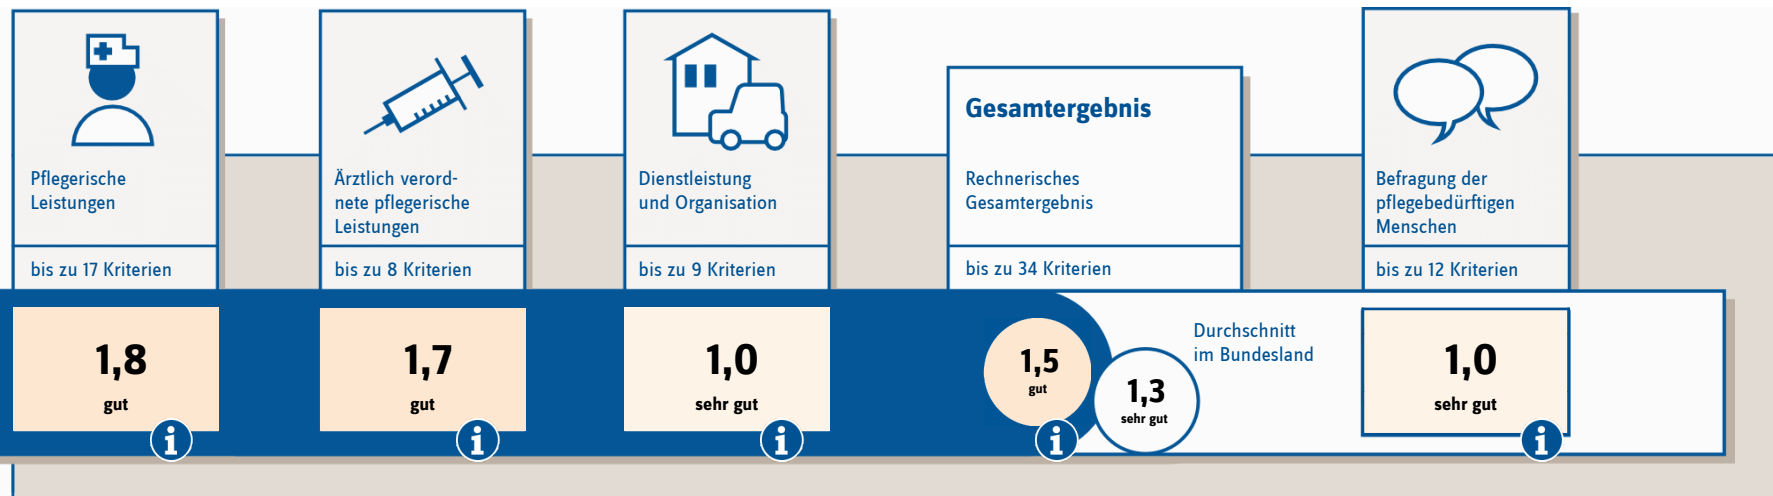 Pflegerische
Leistungen
bis zu 17 Kriterien
1,8
gut
i
Ärztlich verord-
nete pflegerische
Leistungen
bis zu 8 Kriterien
1,7
gut
i
Dienstleistung
und Organisation
bis zu 9 Kriterien
1,0
sehr gut
i
Gesamtergebnis
Rechnerisches
Gesamtergebnis
bis zu 34 Kriterien
1,5
gut
i
1,3
sehr gut
Durchschnitt
im Bundesland
Befragung der
pflegebedürftigen
Menschen
bis zu 12 Kriterien
1,0
sehr gut
i